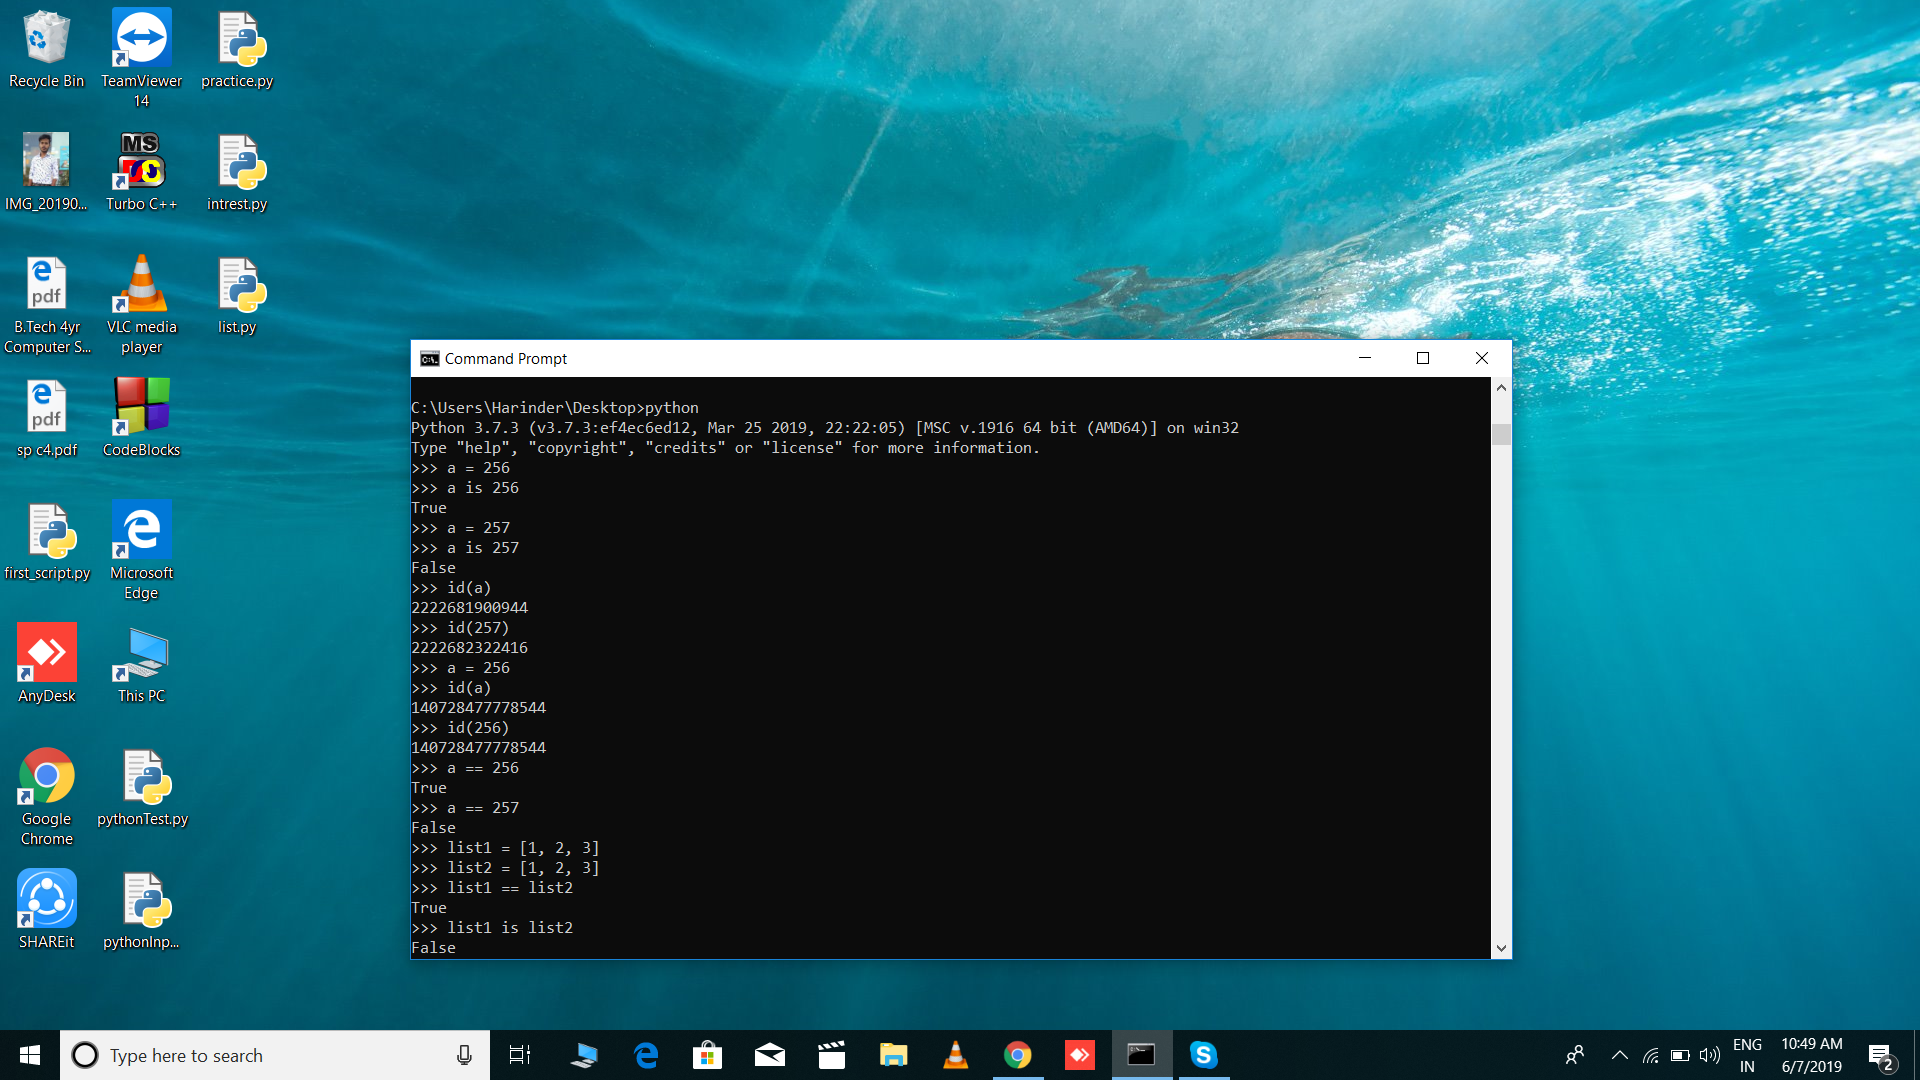 Recycle Bin
TeamViewer
14
practice.py
IMG_20190...
MS
Turbo C++
intrest.py
pdf
B.Tech 4yr
Computer S...
VLC media
player
list.py
pdf
sp c4.pdf
CodeBlocks
first_script.py
Microsoft
Edge
AnyDesk
This PC
Google
Chrome
pythonTest.py
SHAREit
pythonInp...
Command Prompt
C:\Users\Harinder\Desktop>python
Python 3.7.3 (v3.7.3:ef4ec6ed12, Mar 25 2019, 22:22:05) [MSC v.1916 64 bit (AMD64)] on win32
Type "help", "copyright", "credits" or "license" for more information.
>>> a = 256
>>> a is 256
True
>>> a = 257
>>> a is 257
False
>>> id(a)
2222681900944
>>> id(257)
2222682322416
>>> a = 256
>>> id(a)
140728477778544
>>> id(256)
140728477778544
>>> a == 256
True
>>> a == 257
False
>>> list1 = [1, 2, 3]
>>> list2 = [1, 2, 3]
>>> list1 == list2
True
>>> list1 is list2
False
Type here to search
ENG
IN
10:49 AM
6/7/2019
2